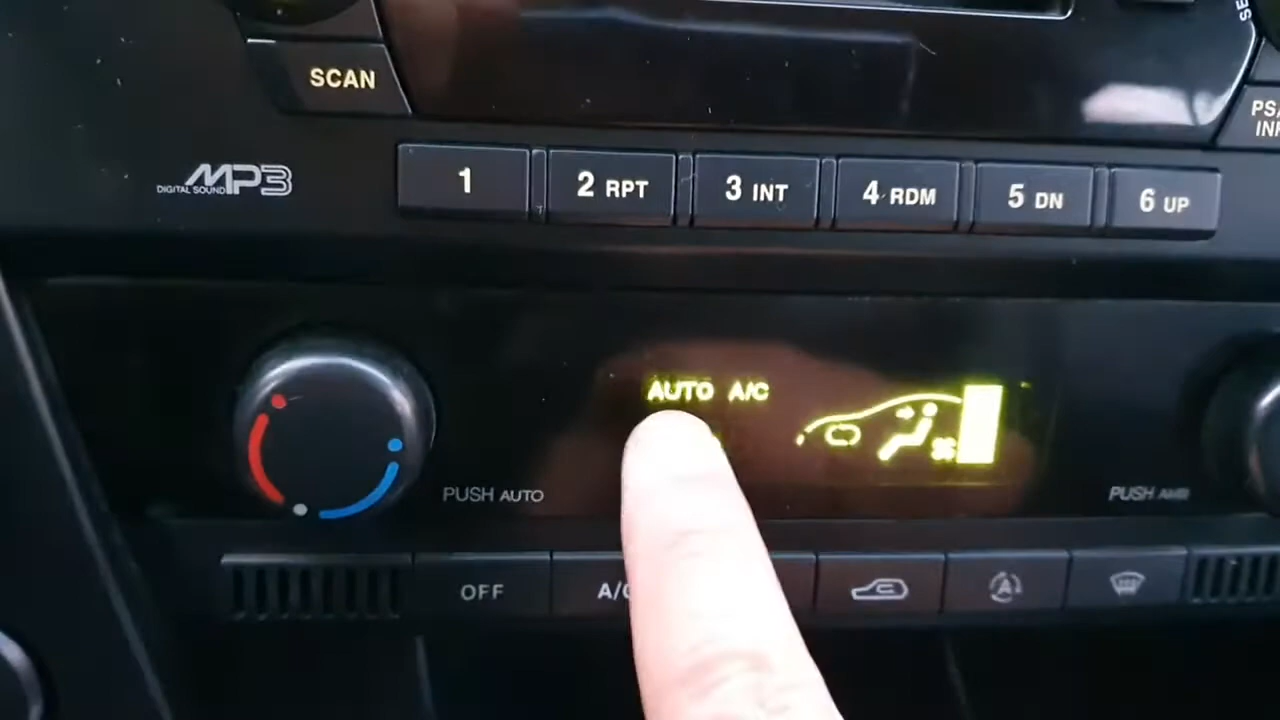 SCAN
DIGITAL SOUND MP3
1
2 RPT
3 INT
4 RDM
5 DN
6 UP
AUTO A/C
PUSH AUTO
PUSH AMB
OFF